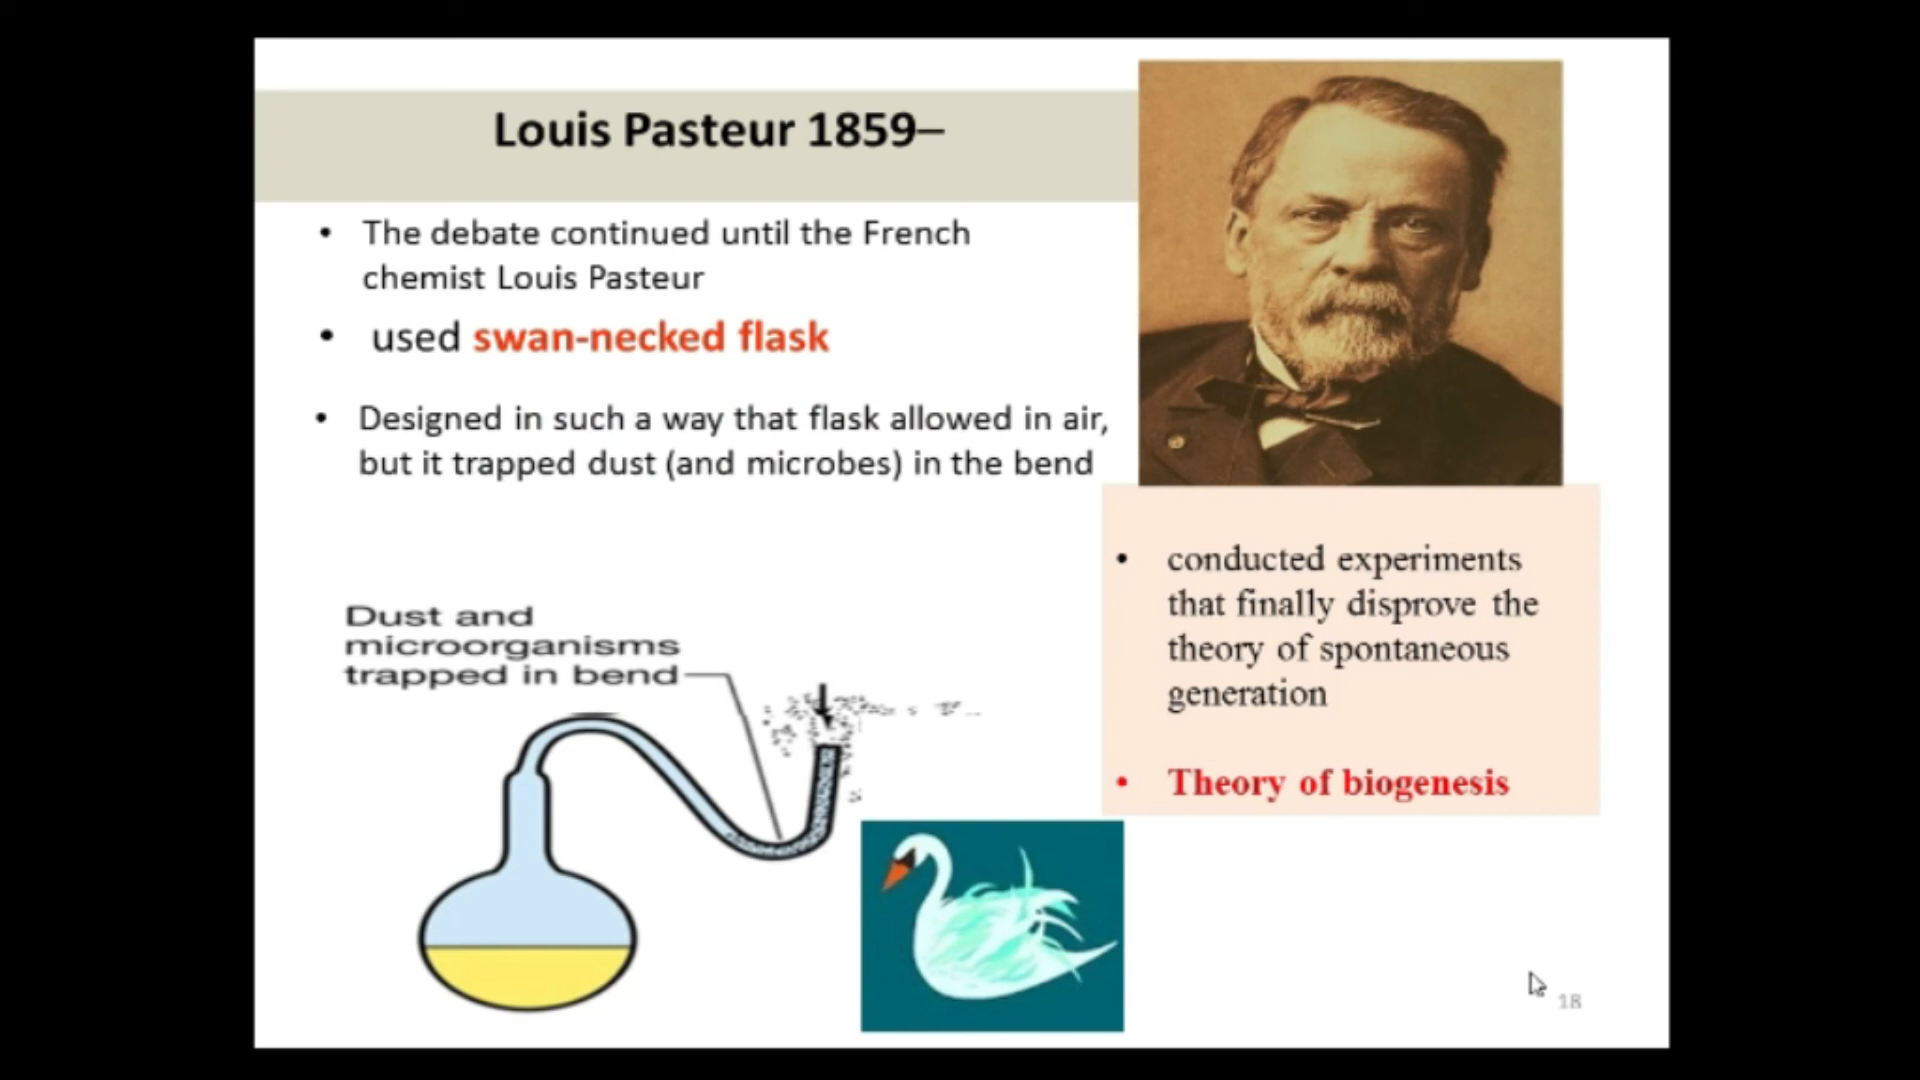 Louis Pasteur 1859–
• The debate continued until the French
chemist Louis Pasteur
• used swan-necked flask
• Designed in such a way that flask allowed in air,
but it trapped dust (and microbes) in the bend
Dust and
microorganisms
trapped in bend
• conducted experiments
that finally disprove the
theory of spontaneous
generation
• Theory of biogenesis
18